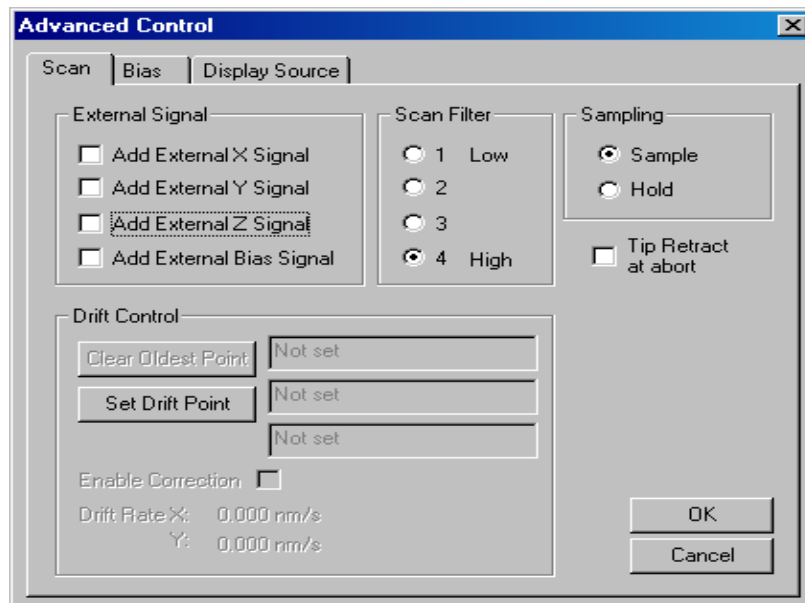 Advanced Control
Scan Bias Display Source
External Signal
Add External X Signal
Add External Y Signal
Add External Z Signal
Add External Bias Signal
Scan Filter
1 Low
2
3
4 High
Sampling
Sample
Hold
Tip Retract
at abort
Drift Control
Clear Oldest Point Not set
Set Drift Point Not set
Not set
Enable Correction
Drift Rate X: 0.000 nm/s
Y: 0.000 nm/s
OK
Cancel